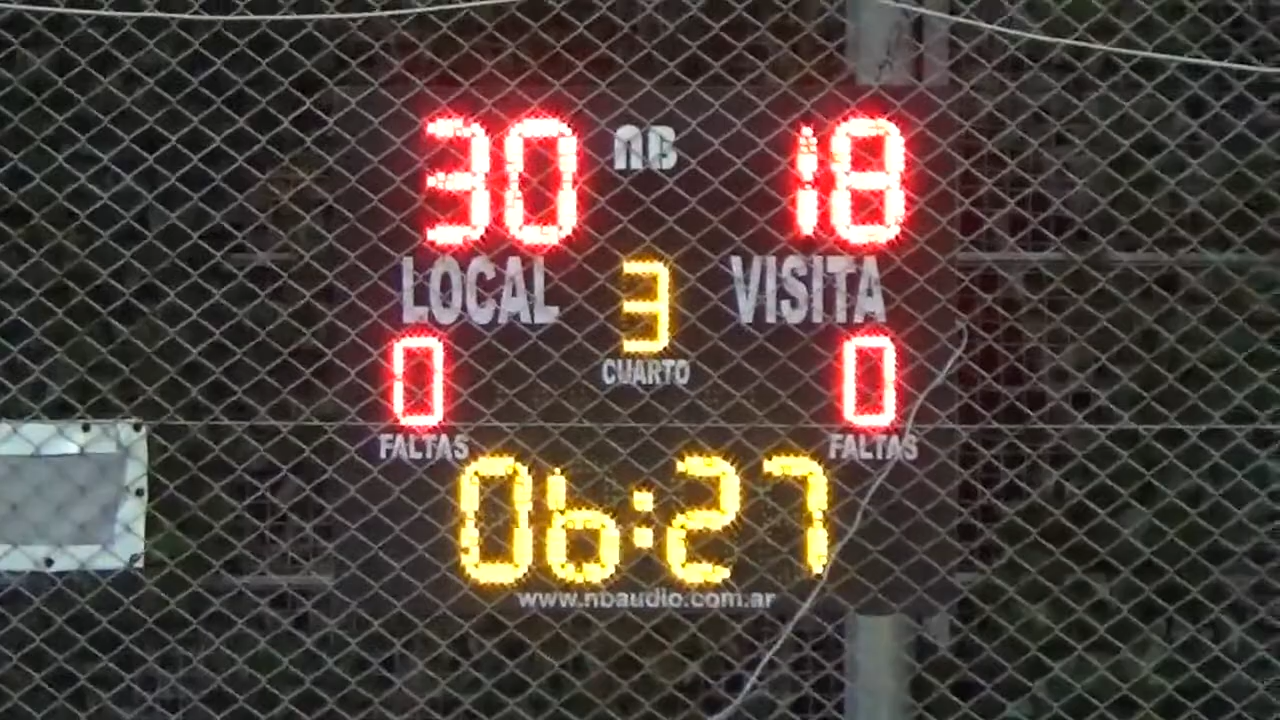 30 NB 18
LOCAL 3 VISITA
CUARTO
0 0
FALTAS FALTAS
06:27
www.nbaudio.com.ar